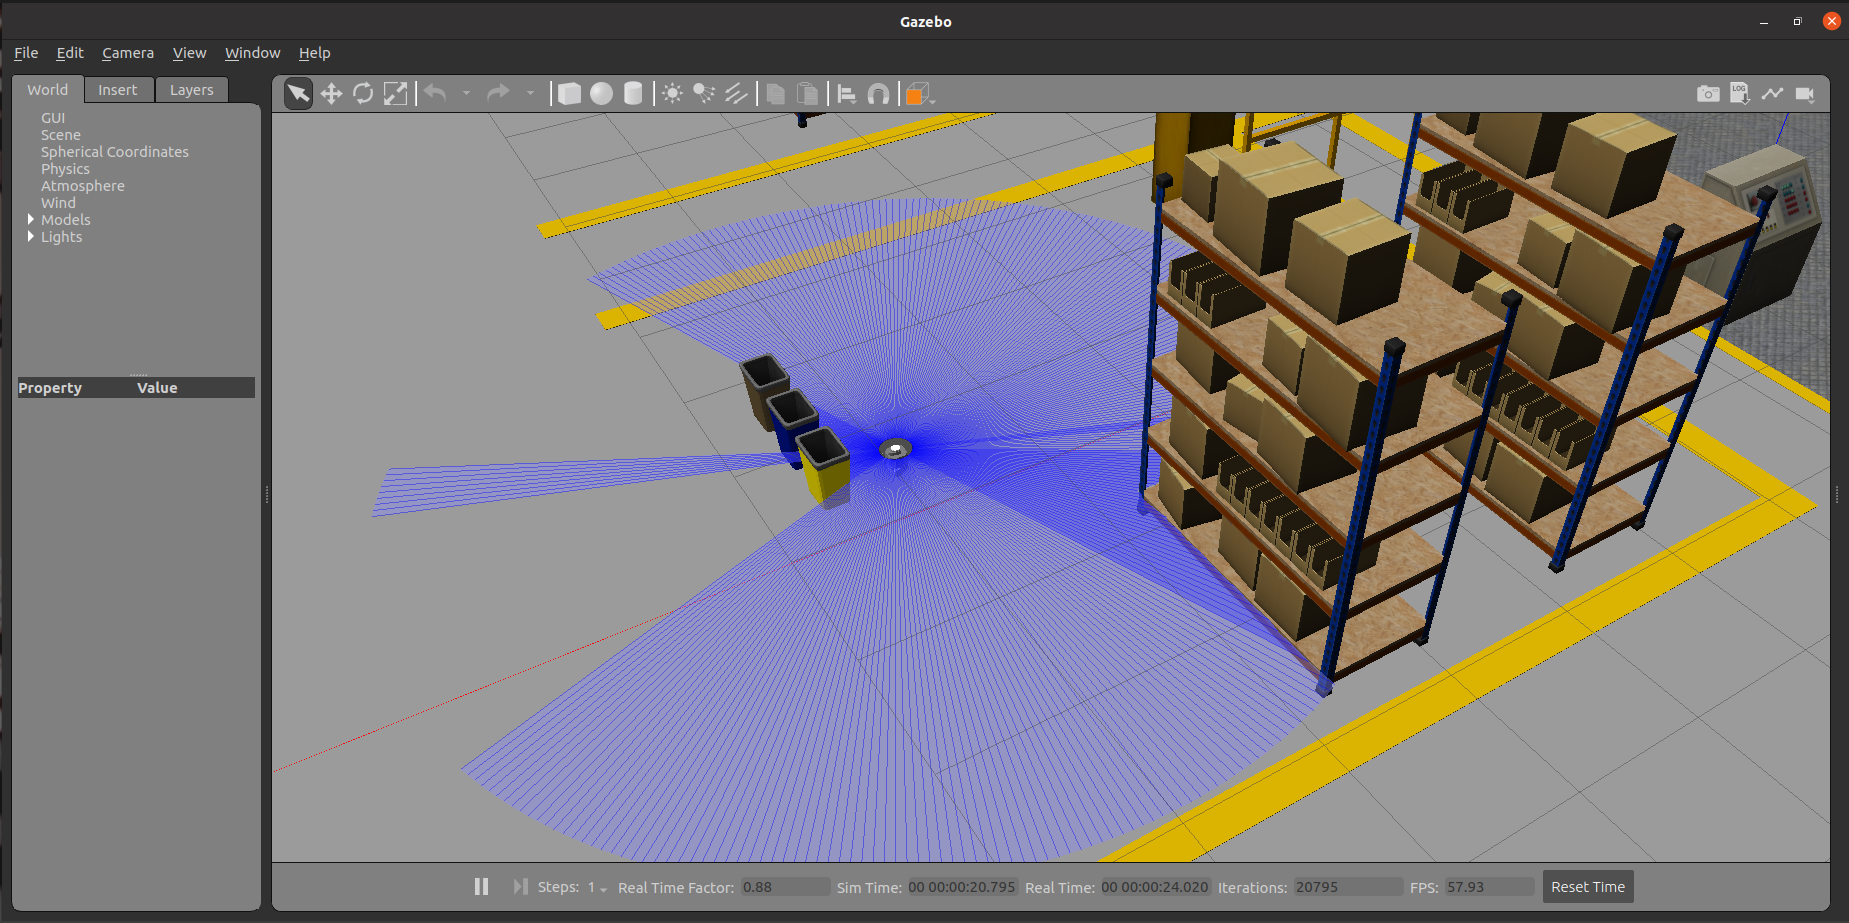 Gazebo
File Edit Camera View Window Help
World Insert Layers
GUI
Scene
Spherical Coordinates
Physics
Atmosphere
Wind
Models
Lights
Property Value
LOG
Steps: 1 Real Time Factor: 0.88 Sim Time: 00 00:00:20.795 Real Time: 00 00:00:24.020 Iterations: 20795 FPS: 57.93 Reset Time